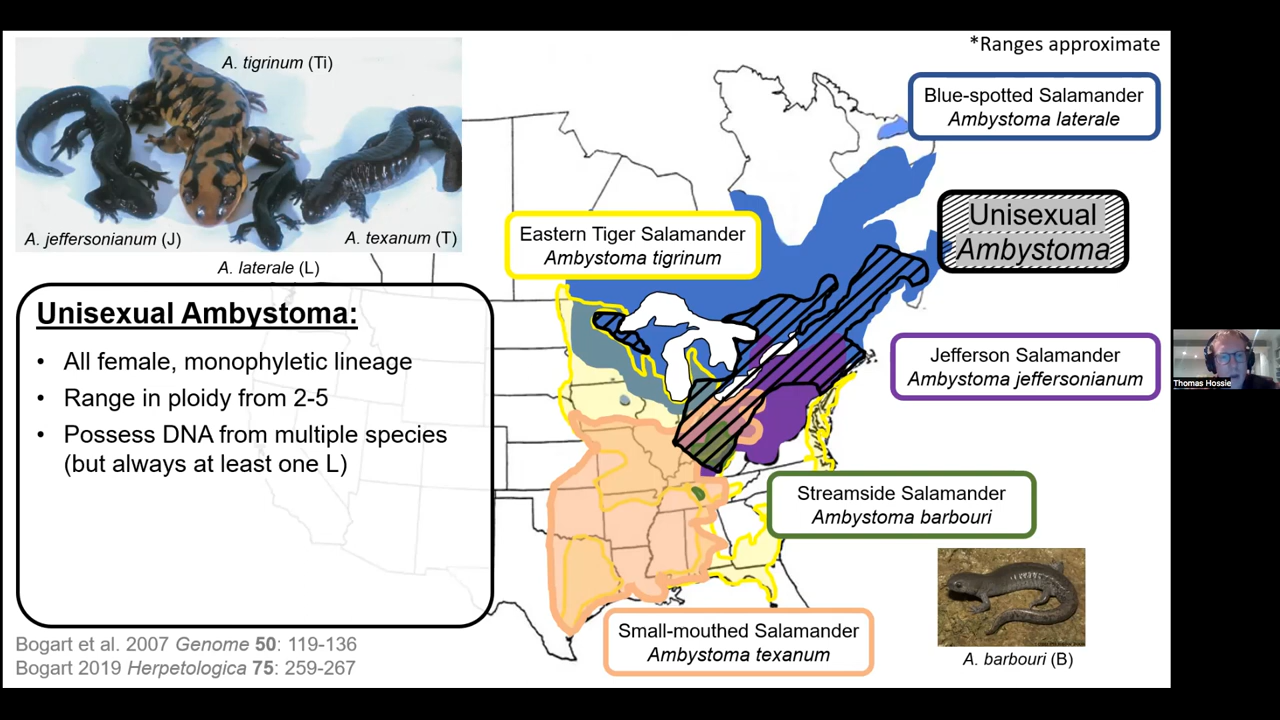 *Ranges approximate
A. tigrinum (Ti)
A. jeffersonianum (J)
A. texanum (T)
A. laterale (L)
Blue-spotted Salamander
Ambystoma laterale
Unisexual
Ambystoma
Eastern Tiger Salamander
Ambystoma tigrinum
Unisexual Ambystoma:
• All female, monophyletic lineage
• Range in ploidy from 2-5
• Possess DNA from multiple species
(but always at least one L)
Jefferson Salamander
Ambystoma jeffersonianum
Thomas Hossie
Streamside Salamander
Ambystoma barbouri
Small-mouthed Salamander
Ambystoma texanum
A. barbouri (B)
Bogart et al. 2007 Genome 50: 119-136
Bogart 2019 Herpetologica 75: 259-267